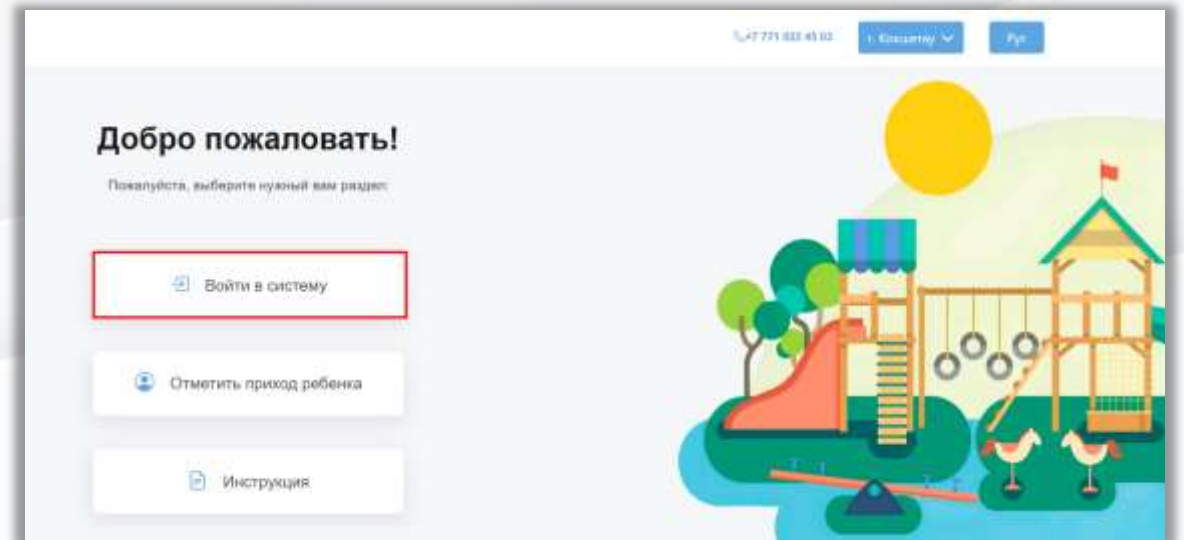 Добро пожаловать!
Пожалуйста, выберите нужный вам раздел:
Войти в систему
Отметить приход ребенка
Инструкция